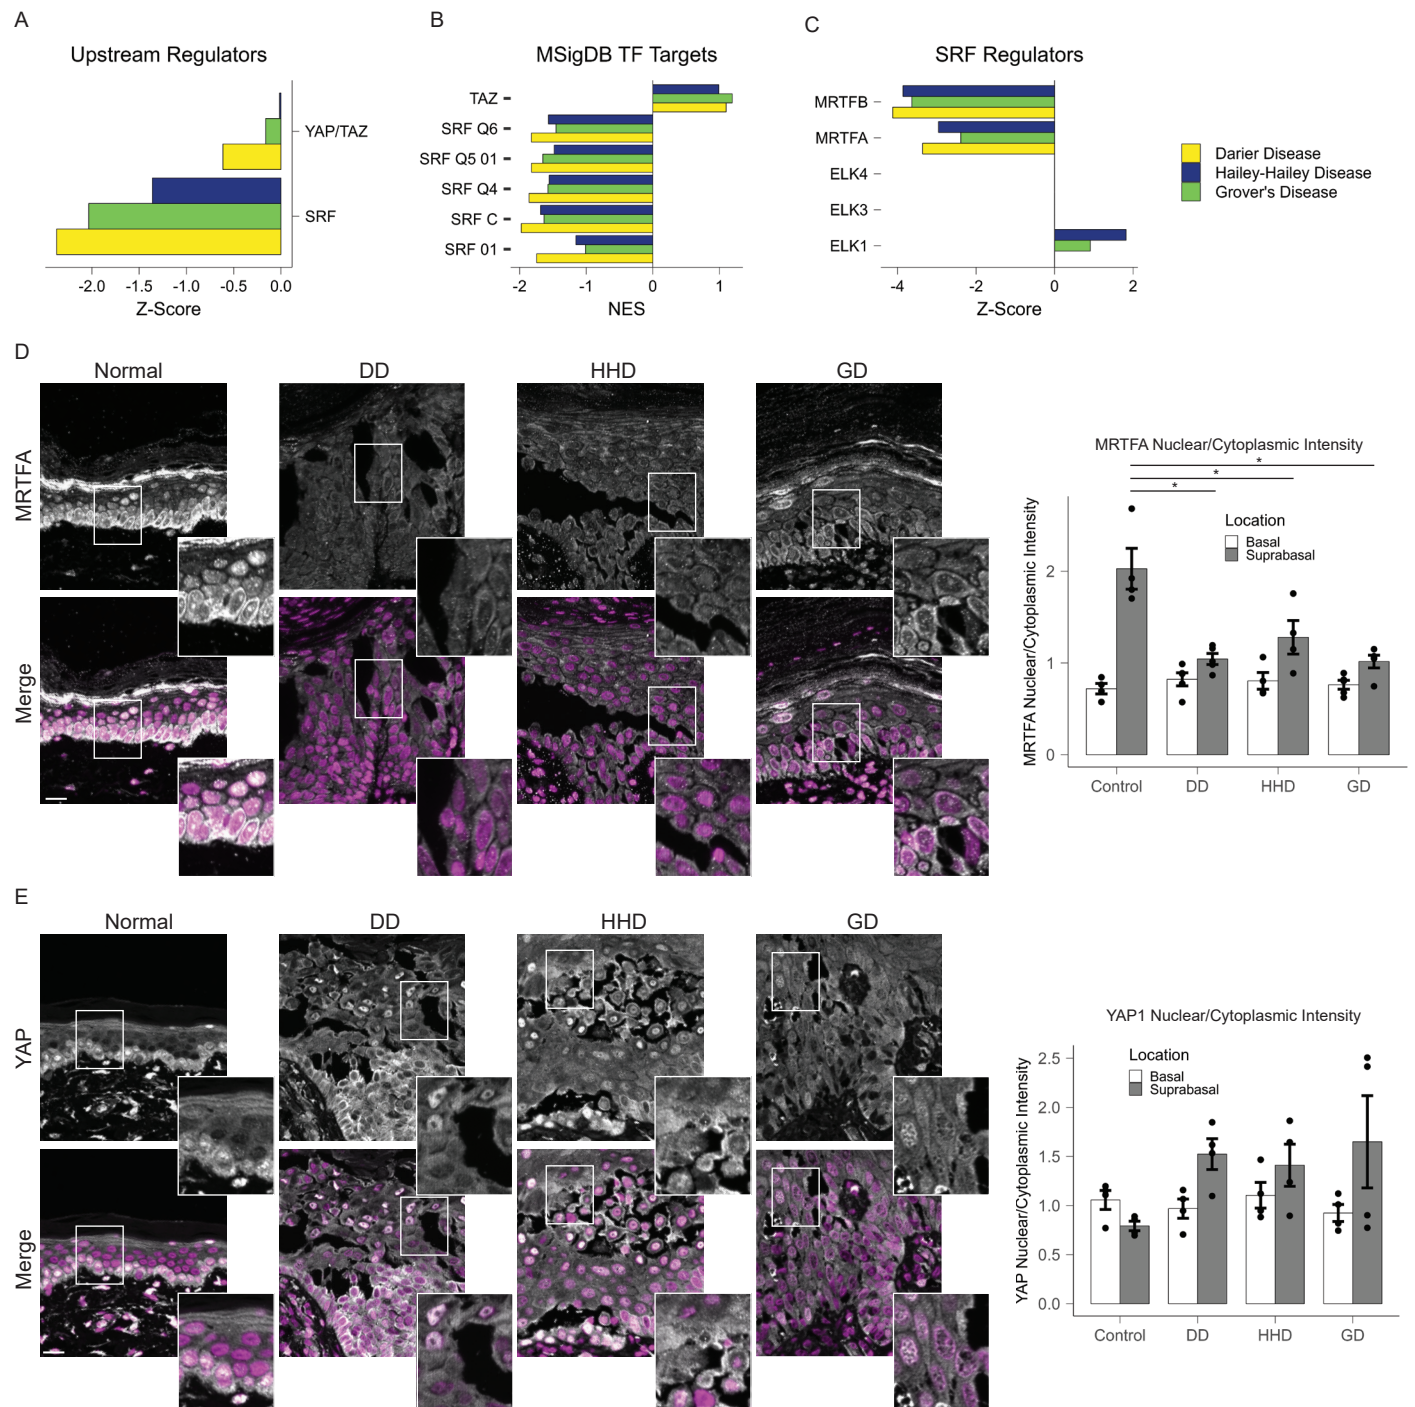 A
Upstream Regulators
YAP/TAZ
SRF
-2.0 -1.5 -1.0 -0.5 0.0
Z-Score
B
MSigDB TF Targets
TAZ
SRF Q6
SRF Q5 01
SRF Q4
SRF C
SRF 01
-2 -1 0 1
NES
C
SRF Regulators
MRTFB
MRTFA
ELK4
ELK3
ELK1
-4 -2 0 2
Z-Score
Darier Disease
Hailey-Hailey Disease
Grover's Disease
D
Normal DD HHD GD
MRTFA
Merge
MRTFA Nuclear/Cytoplasmic Intensity
* 
*
*
Location
Basal
Suprabasal
MRTFA Nuclear/Cytoplasmic Intensity
2
1
0
Control DD HHD GD
E
Normal DD HHD GD
YAP
Merge
YAP1 Nuclear/Cytoplasmic Intensity
Location
Basal
Suprabasal
YAP Nuclear/Cytoplasmic Intensity
2.5
2.0
1.5
1.0
0.5
0.0
Control DD HHD GD